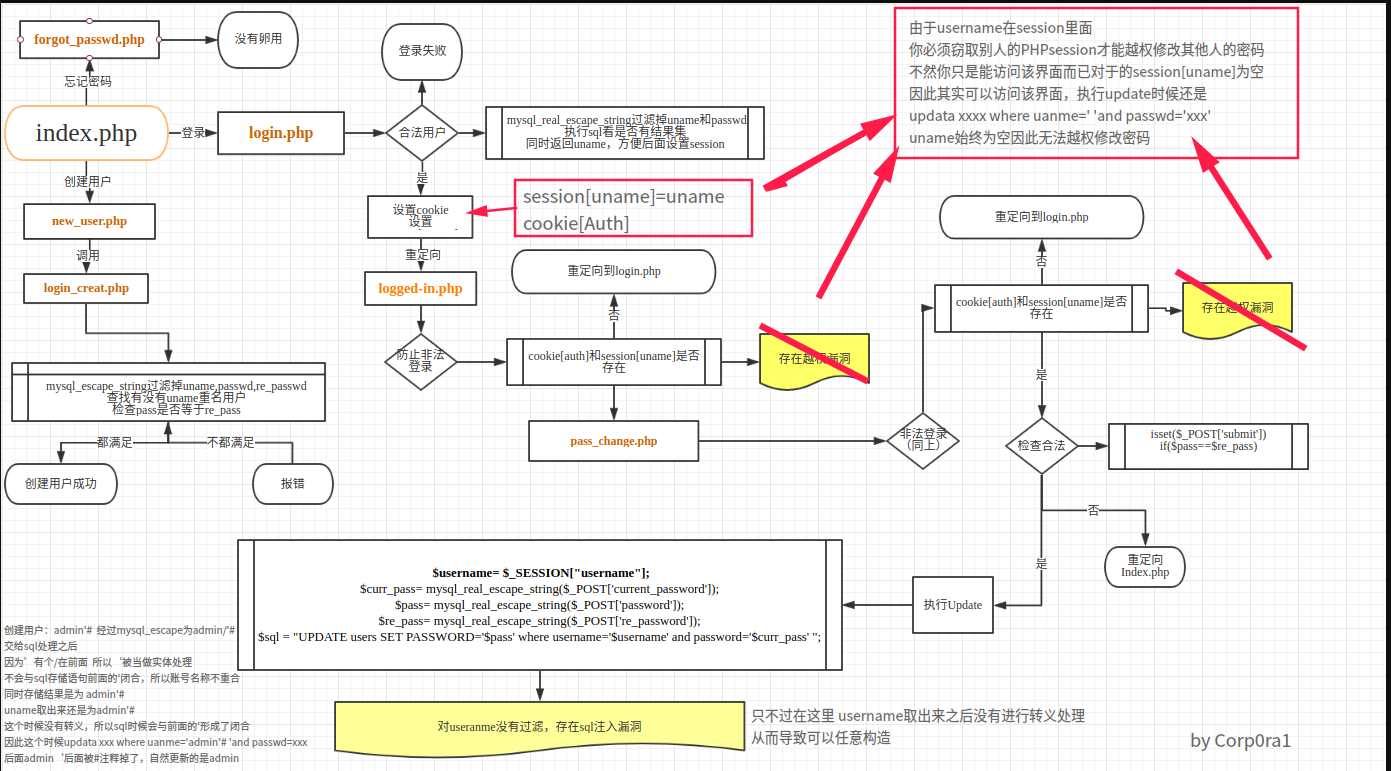 forgot_passwd.php
没有卵用
忘记密码
index.php
登录
login.php
登录失败
合法用户
mysql_real_escape_string过滤掉uname和passwd
执行sql看是否有结果集
同时返回uname，方便后面设置session
由于username在session里面
你必须窃取别人的PHPsession才能越权修改其他人的密码
不然你只是能访问该界面而已对于的session[uname]为空
因此其实可以访问该界面，执行update时候还是
updata xxxx where uanme=' 'and passwd='xxx'
uname始终为空因此无法越权修改密码
创建用户
new_user.php
调用
login_creat.php
是
设置cookie
设置
session[uname]=uname
cookie[Auth]
重定向
logged-in.php
重定向到login.php
否
防止非法
登录
cookie[auth]和session[uname]是否
存在
存在越权漏洞
pass_change.php
重定向到login.php
否
cookie[auth]和session[uname]是否
存在
存在越权漏洞
是
非法登录
（同上）
检查合法
isset($_POST['submit'])
if($pass==$re_pass)
否
重定向
Index.php
是
执行Update
mysql_escape_string过滤掉uname,passwd,re_passwd
查找有没有uname重名用户
检查pass是否等于re_pass
都满足
不都满足
创建用户成功
报错
$username= $_SESSION["username"];
$curr_pass= mysql_real_escape_string($_POST['current_password']);
$pass= mysql_real_escape_string($_POST['password']);
$re_pass= mysql_real_escape_string($_POST['re_password']);
$sql = "UPDATE users SET PASSWORD='$pass' where username='$username' and password='$curr_pass' ";
创建用户：admin'# 经过mysql_escape为admin/'#
交给sql处理之后
因为’有个/在前面 所以‘被当做实体处理
不会与sql存储语句前面的'闭合，所以账号名称不重合
同时存储结果是为 admin'#
uname取出来还是为admin'#
这个时候没有转义，所以sql时候会与前面的'形成了闭合
因此这个时候updata xxx where uanme='admin'# 'and passwd=xxx
后面admin‘后面被#注释掉了，自然更新的是admin
对useranme没有过滤，存在sql注入漏洞
只不过在这里 username取出来之后没有进行转义处理
从而导致可以任意构造
by Corp0ra1